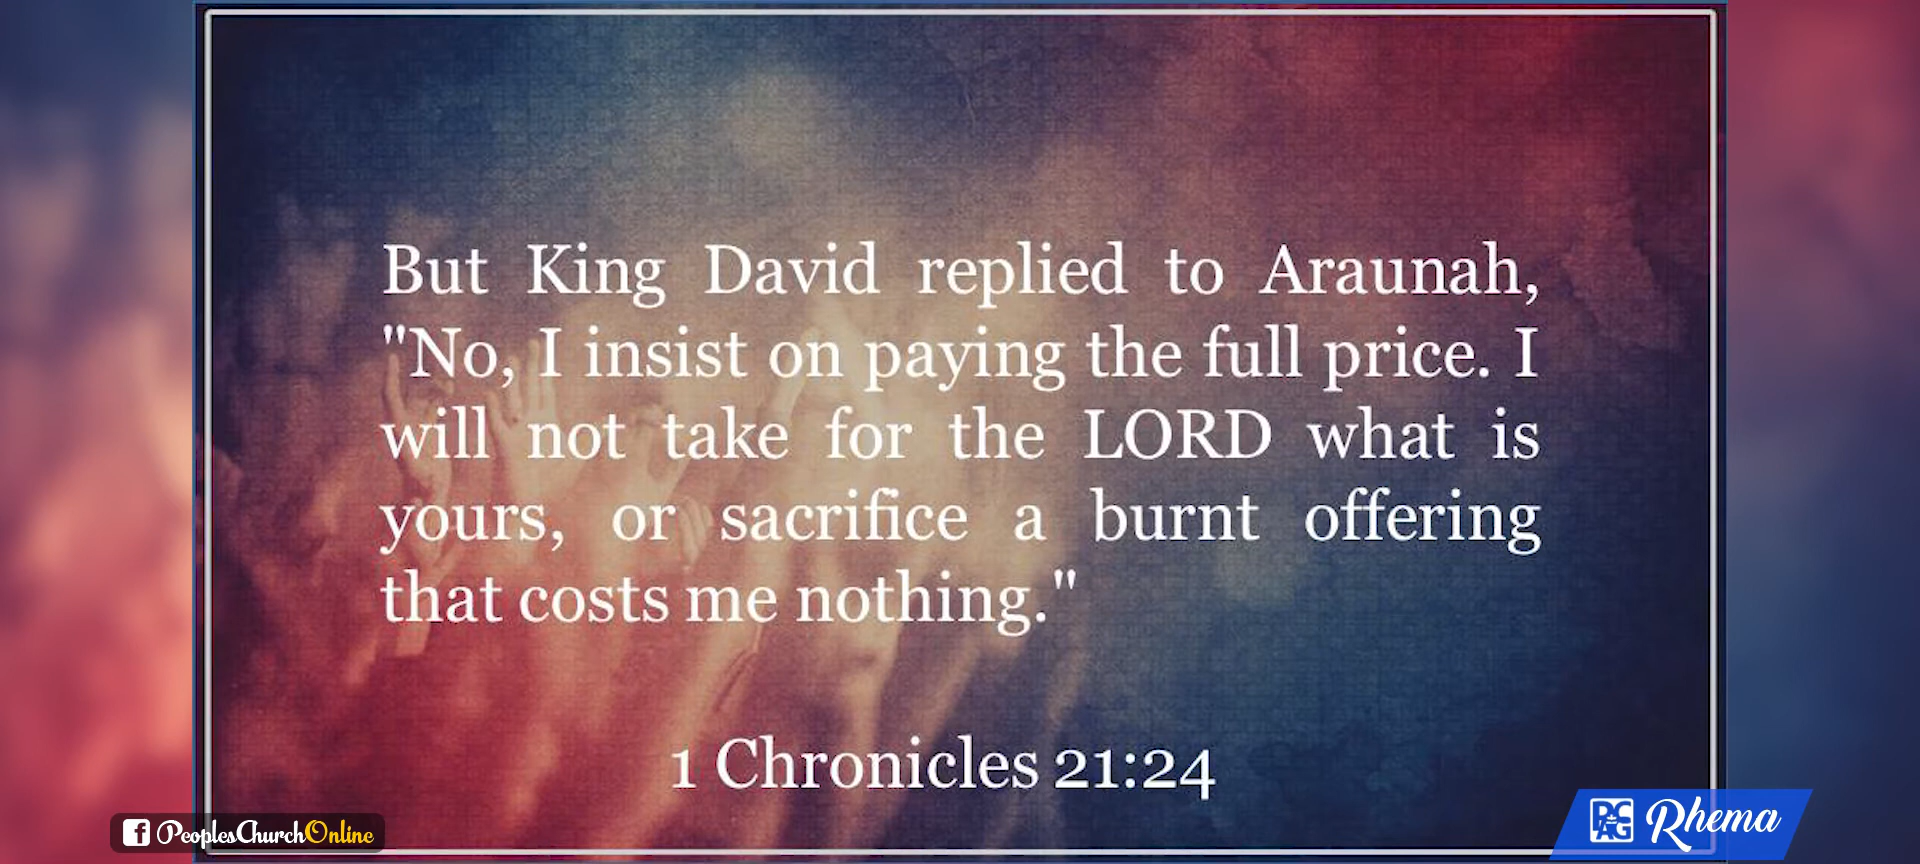 But King David replied to Araunah,
"No, I insist on paying the full price. I
will not take for the LORD what is
yours, or sacrifice a burnt offering
that costs me nothing."
1 Chronicles 21:24
PeoplesChurchOnline
PCAG Rhema